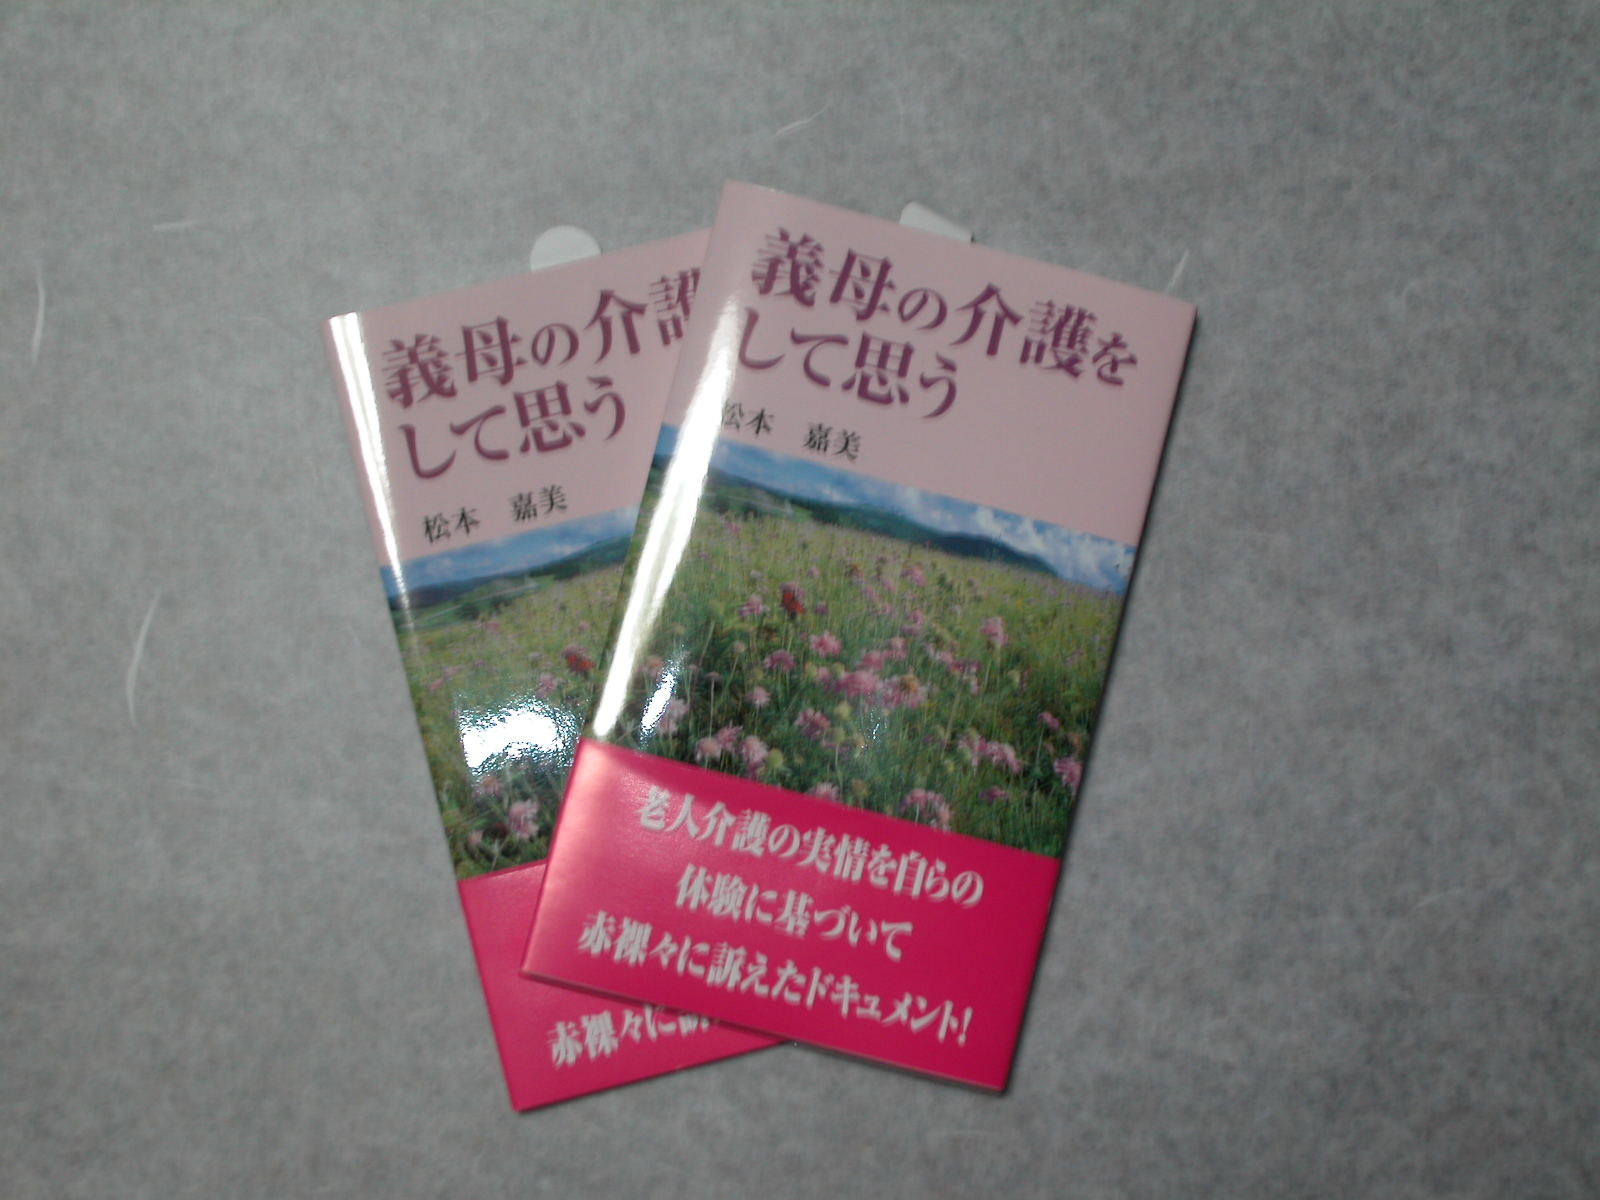 義母の介護
して思う
松本 嘉美
赤裸々に訴
義母の介護を
して思う
松本 嘉美
老人介護の実情を自らの
体験に基づいて
赤裸々に訴えたドキュメント!